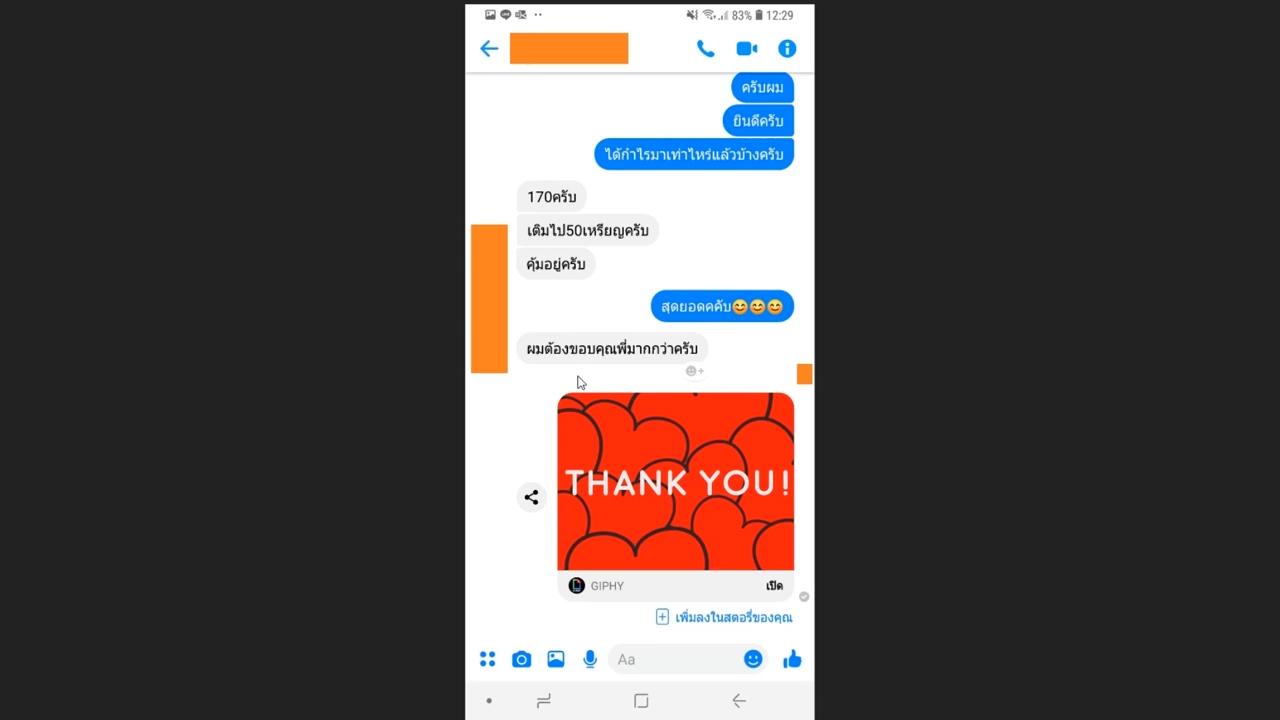 83% 12:29
ครับผม
ยินดีครับ
ได้กำไรมาเท่าไหร่แล้วบ้างครับ
170ครับ
เติมไป50เหรียญครับ
คุ้มอยู่ครับ
สุดยอดคคับ😊😊😊
ผมต้องขอบคุณพี่มากกว่าครับ
THANK YOU!
GIPHY เปิด
เพิ่มลงในสตอรี่ของคุณ
Aa